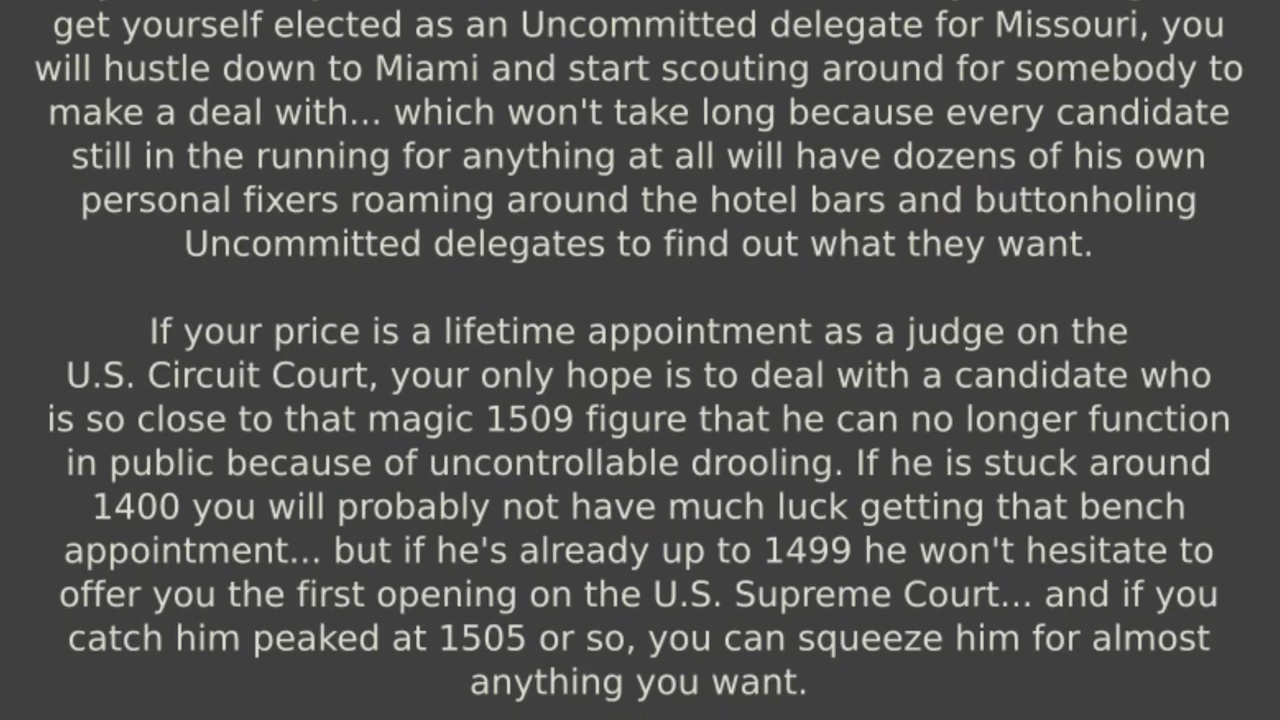 get yourself elected as an Uncommitted delegate for Missouri, you
will hustle down to Miami and start scouting around for somebody to
make a deal with... which won't take long because every candidate
still in the running for anything at all will have dozens of his own
personal fixers roaming around the hotel bars and buttonholing
Uncommitted delegates to find out what they want.
If your price is a lifetime appointment as a judge on the
U.S. Circuit Court, your only hope is to deal with a candidate who
is so close to that magic 1509 figure that he can no longer function
in public because of uncontrollable drooling. If he is stuck around
1400 you will probably not have much luck getting that bench
appointment... but if he's already up to 1499 he won't hesitate to
offer you the first opening on the U.S. Supreme Court... and if you
catch him peaked at 1505 or so, you can squeeze him for almost
anything you want.